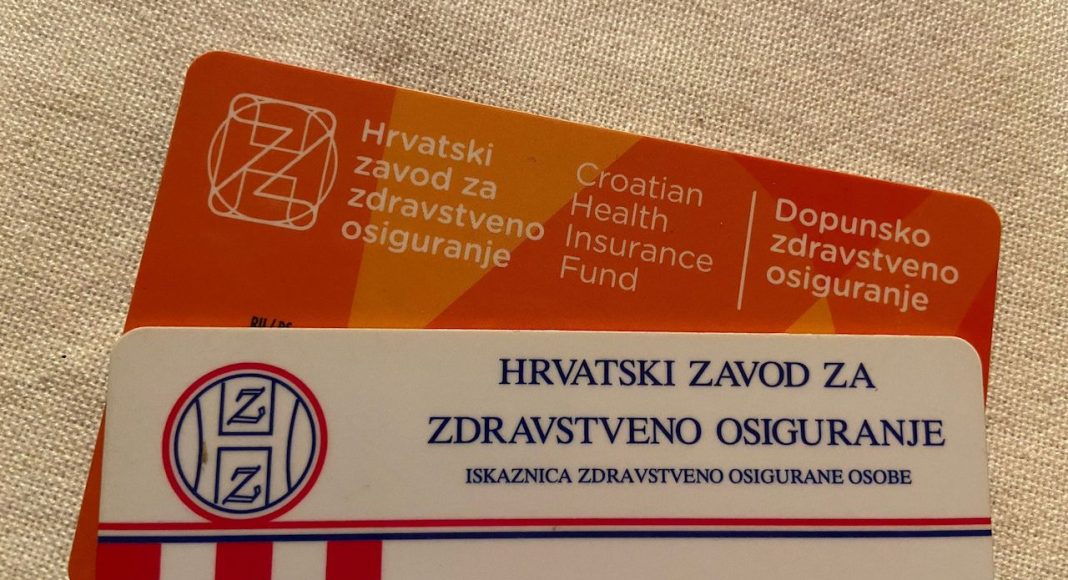 Hrvatski
zavod za
zdravstveno
osiguranje
Croatian
Health
Insurance
Fund
Dopunsko
zdravstveno
osiguranje
HRVATSKI ZAVOD ZA
ZDRAVSTVENO OSIGURANJE
ISKAZNICA ZDRAVSTVENO OSIGURANE OSOBE
H
Z
Z